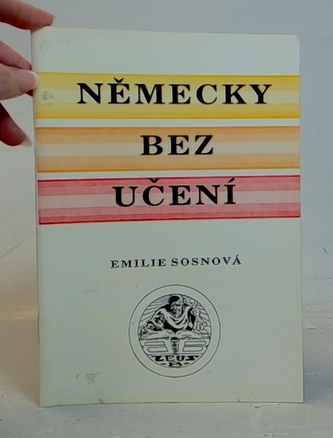 NĚMECKY
BEZ
UČENÍ
EMILIE SOSNOVÁ